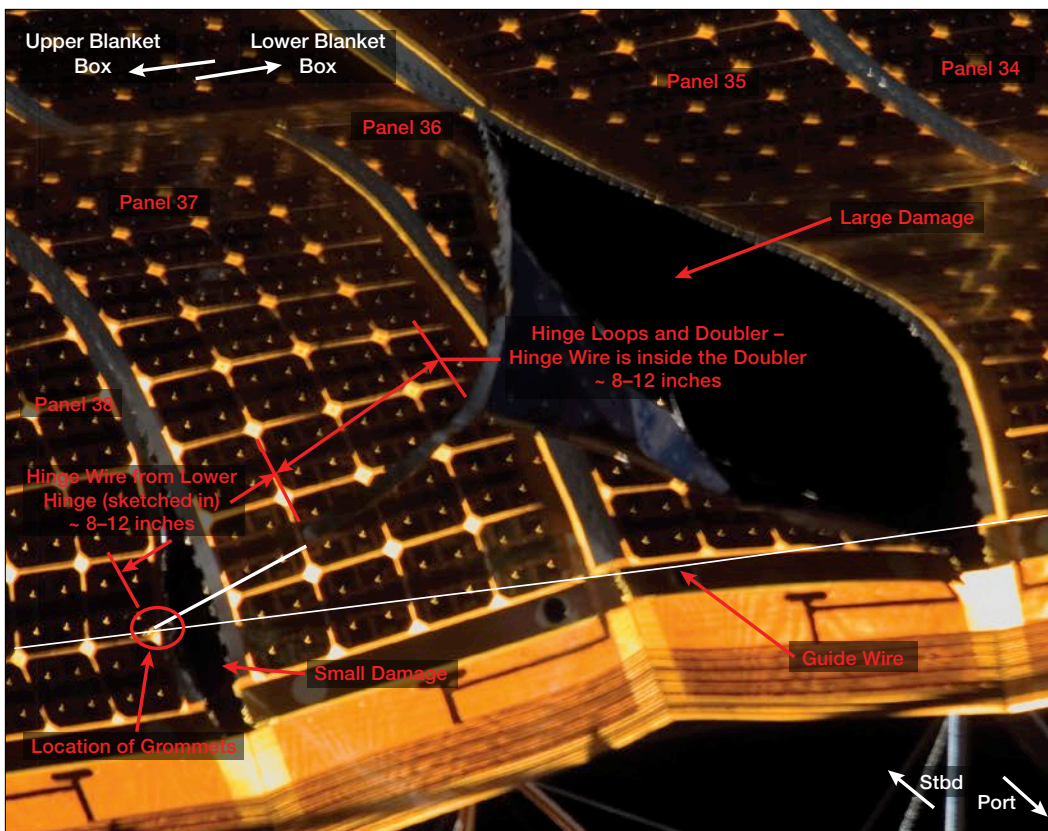 Upper Blanket
Box
Lower Blanket
Box
Panel 34
Panel 35
Panel 36
Panel 37
Large Damage
Hinge Loops and Doubler –
Hinge Wire is inside the Doubler
~ 8–12 inches
Panel 38
Hinge Wire from Lower
Hinge (sketched in)
~ 8–12 inches
Small Damage
Guide Wire
Location of Grommets
Stbd
Port